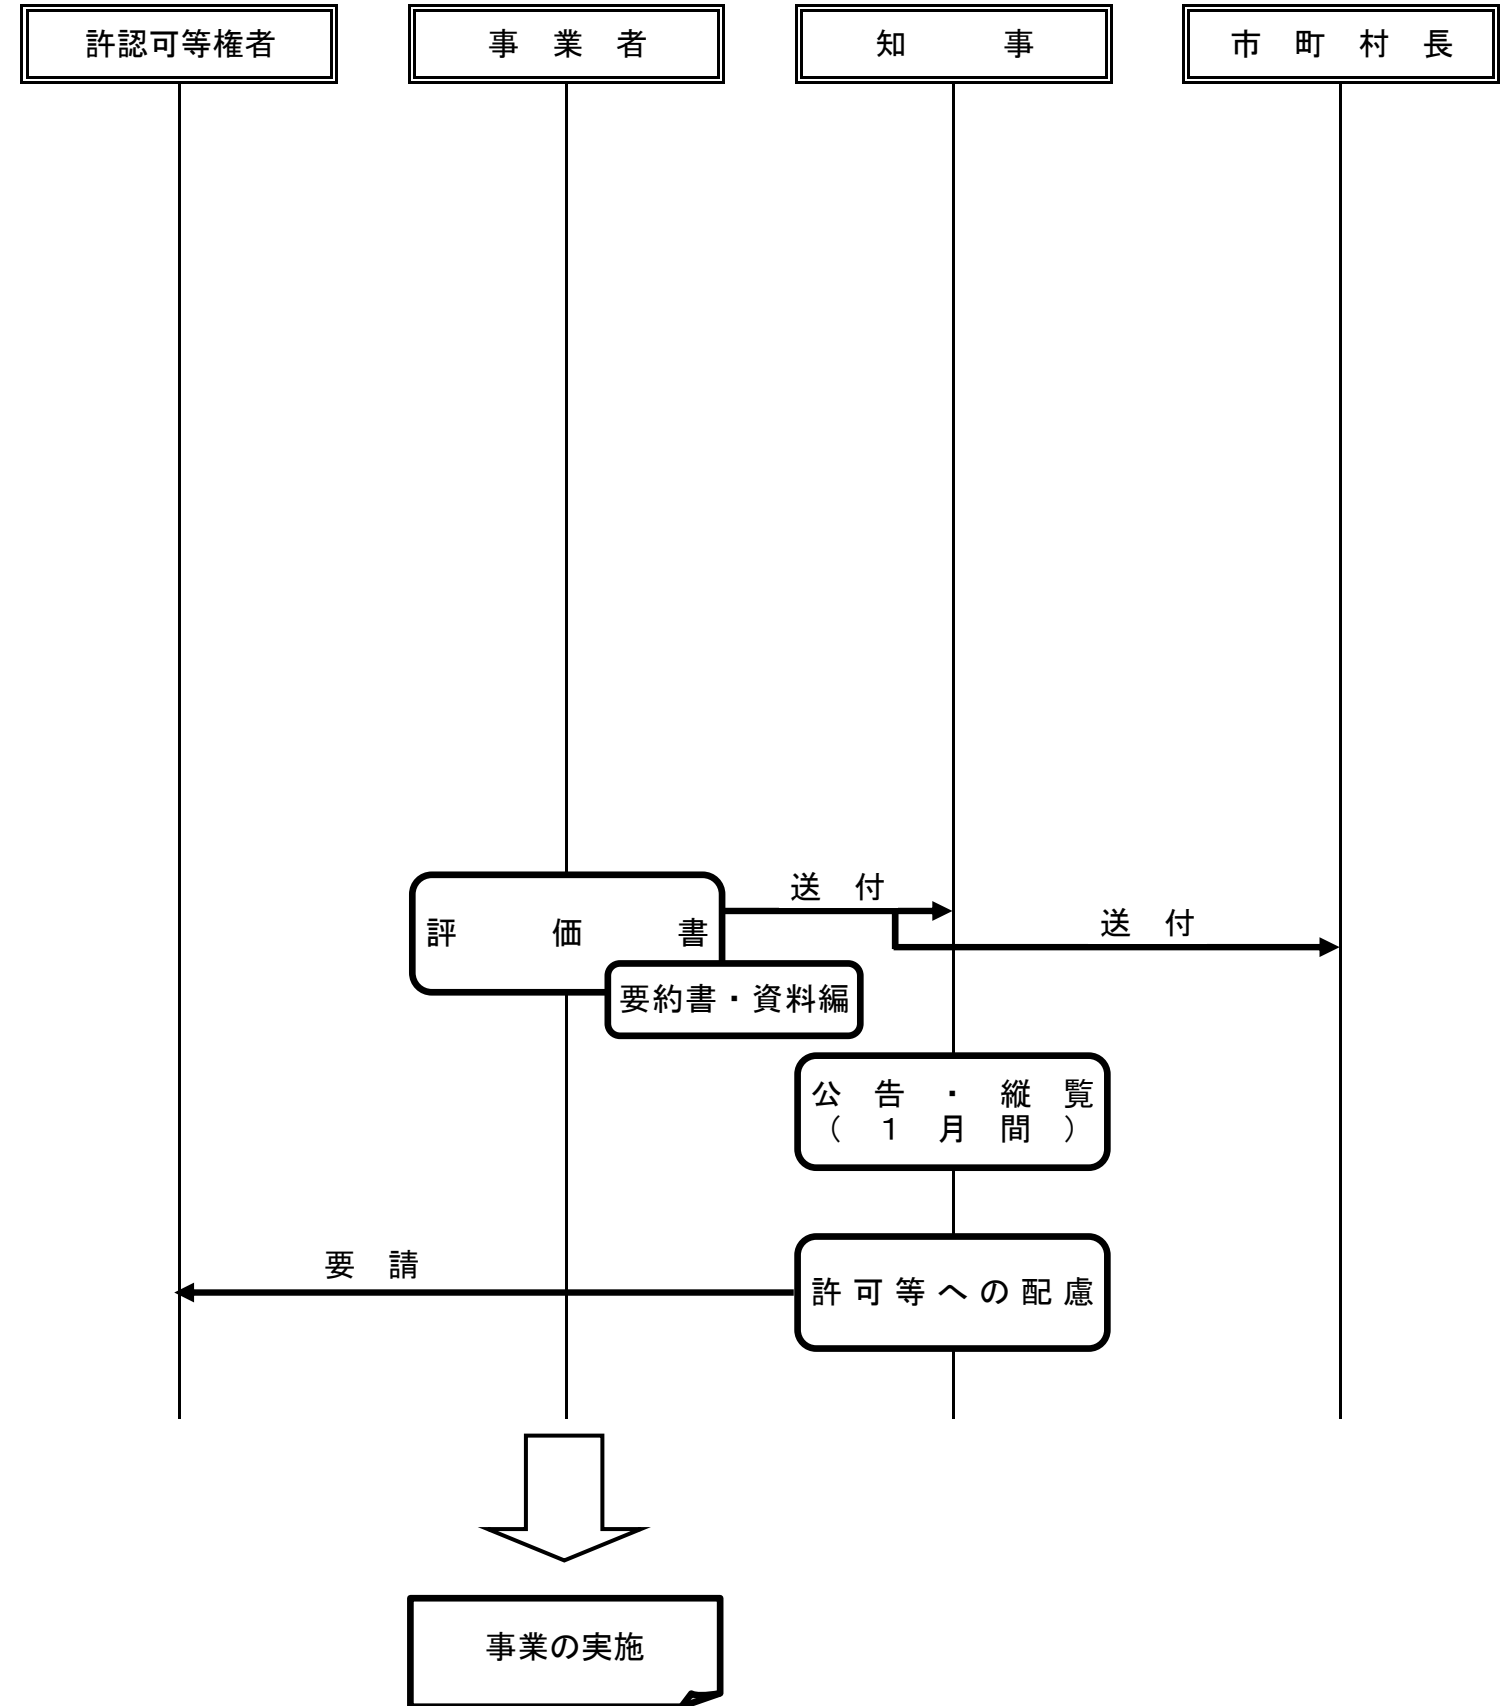 許認可等権者
事　業　者
知　　　事
市　町　村　長
送　付
評　　　価　　　書
送　付
要約書・資料編
公　告　・　縦　覧
（　１　月　間　）
要　請
許可等への配慮
事業の実施